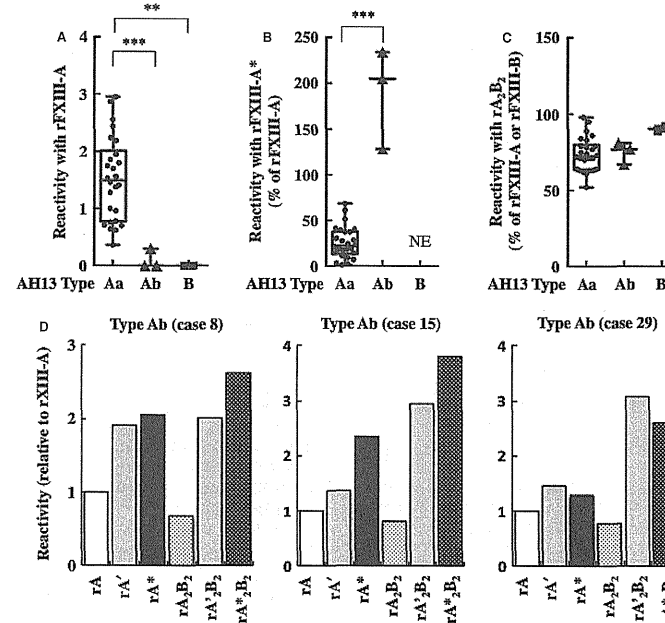 A
**
***
Reactivity with rFXIII-A
4
3
2
1
0
AH13 Type Aa Ab B
B
***
Reactivity with rFXIII-A*
(% of rFXIII-A)
250
200
150
100
50
0
NE
AH13 Type Aa Ab B
C
Reactivity with rA2B2
(% of rFXIII-A or rFXIII-B)
150
100
50
0
AH13 Type Aa Ab B
D
Type Ab (case 8)
Reactivity (relative to rXIII-A)
3
2
1
0
rA rA′ rA* rA2B2 rA′2B2 rA*2B2
Type Ab (case 15)
4
3
2
1
0
rA rA′ rA* rA2B2 rA′2B2 rA*2B2
Type Ab (case 29)
4
3
2
1
0
rA rA′ rA* rA2B2 rA′2B2 rA*2B